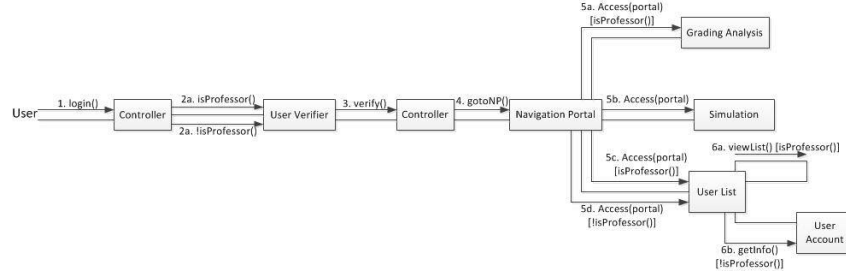 5a. Access(portal)
[isProfessor()]
Grading Analysis
User
1. login()
Controller
2a. isProfessor()
2a. !isProfessor()
User Verifier
3. verify()
Controller
4. gotoNP()
Navigation Portal
5b. Access(portal)
Simulation
5c. Access(portal)
[isProfessor()]
5d. Access(portal)
[!isProfessor()]
User List
6a. viewList() [isProfessor()]
6b. getInfo()
[!isProfessor()]
User
Account